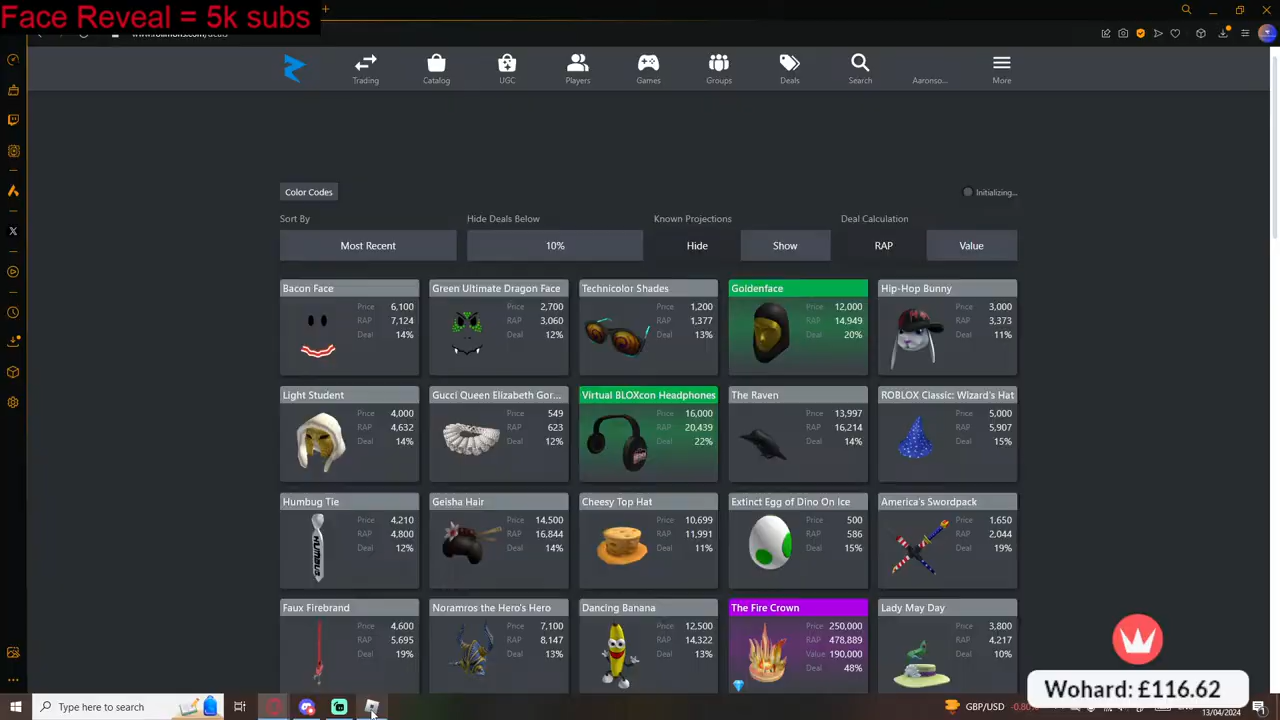 Face Reveal = 5k subs
Trading
Catalog
UGC
Players
Games
Groups
Deals
Search
Aaronso...
More
Color Codes
Initializing...
Sort By
Hide Deals Below
Known Projections
Deal Calculation
Most Recent
10%
Hide
Show
RAP
Value
Bacon Face
Price 6,100
RAP 7,124
Deal 14%
Green Ultimate Dragon Face
Price 2,700
RAP 3,060
Deal 12%
Technicolor Shades
Price 1,200
RAP 1,377
Deal 13%
Goldenface
Price 12,000
RAP 14,949
Deal 20%
Hip-Hop Bunny
Price 3,000
RAP 3,373
Deal 11%
Light Student
Price 4,000
RAP 4,632
Deal 14%
Gucci Queen Elizabeth Gor...
Price 549
RAP 623
Deal 12%
Virtual BLOXcon Headphones
Price 16,000
RAP 20,439
Deal 22%
The Raven
Price 13,997
RAP 16,214
Deal 14%
ROBLOX Classic: Wizard's Hat
Price 5,000
RAP 5,907
Deal 15%
Humbug Tie
Price 4,210
RAP 4,800
Deal 12%
HUMBUG
Geisha Hair
Price 14,500
RAP 16,844
Deal 14%
Cheesy Top Hat
Price 10,699
RAP 11,991
Deal 11%
Extinct Egg of Dino On Ice
Price 500
RAP 586
Deal 15%
America's Swordpack
Price 1,650
RAP 2,044
Deal 19%
Faux Firebrand
Price 4,600
RAP 5,695
Deal 19%
Noramros the Hero's Hero
Price 7,100
RAP 8,147
Deal 13%
Dancing Banana
Price 12,500
RAP 14,322
Deal 13%
The Fire Crown
Price 250,000
RAP 478,889
Value 190,000
Deal 48%
Lady May Day
Price 3,800
RAP 4,217
Deal 10%
Wohard: £116.62
Type here to search
GBP/USD -0.80%
13/04/2024